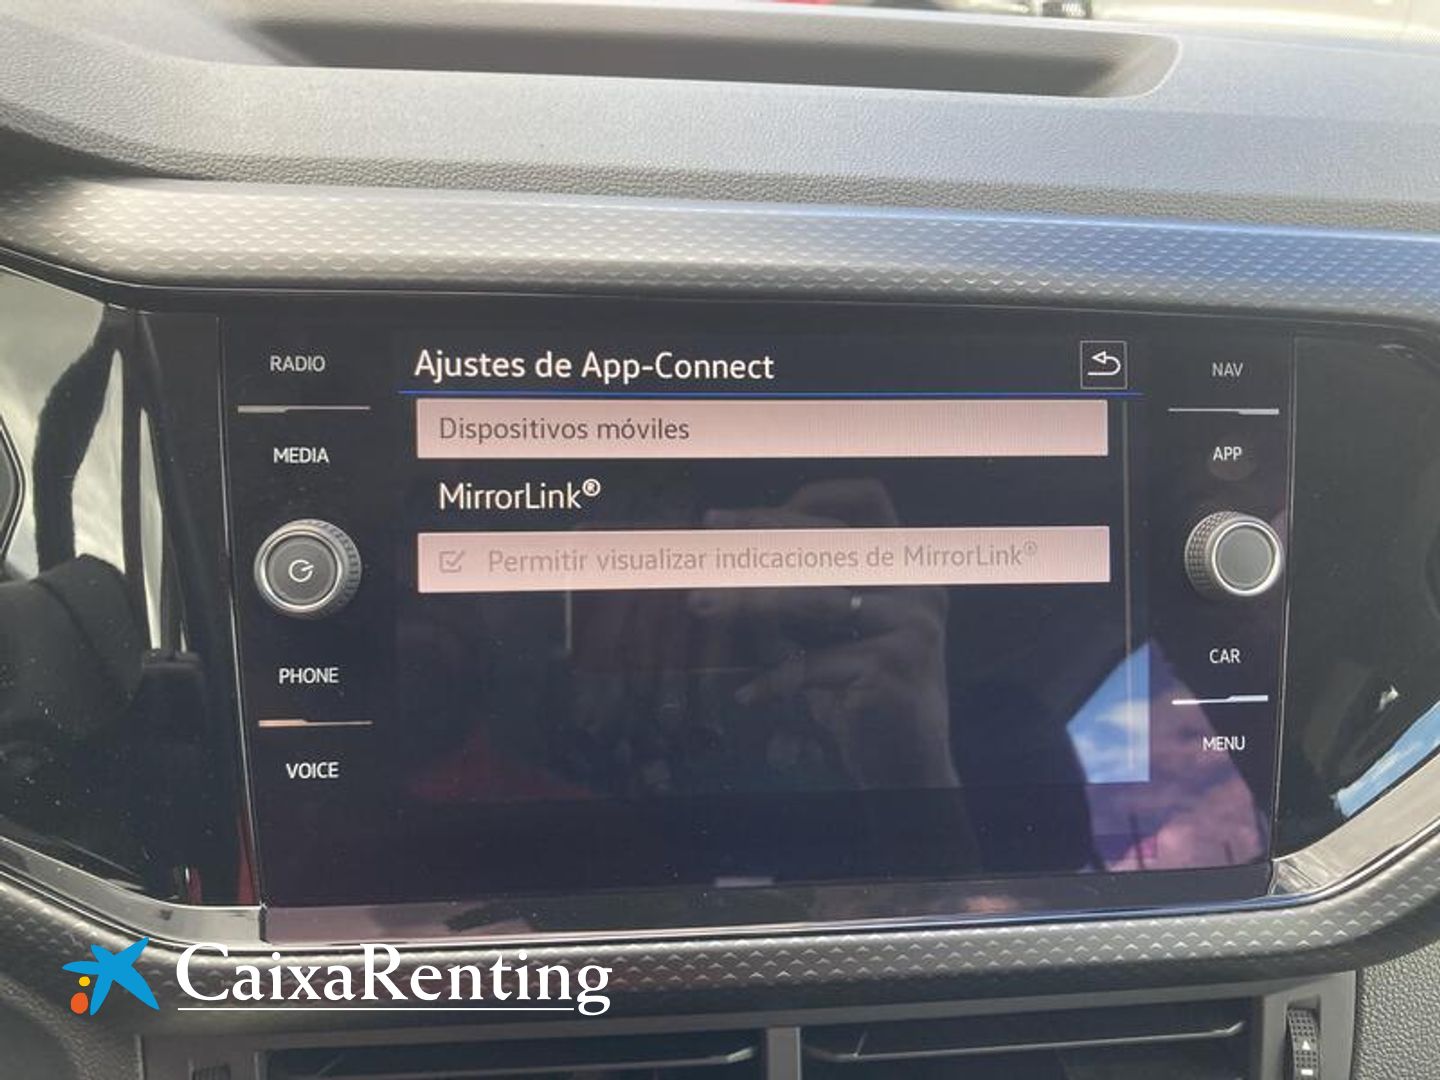 RADIO
MEDIA
PHONE
VOICE
Ajustes de App-Connect
Dispositivos móviles
MirrorLink®
Permitir visualizar indicaciones de MirrorLink®
NAV
APP
CAR
MENU
CaixaRenting